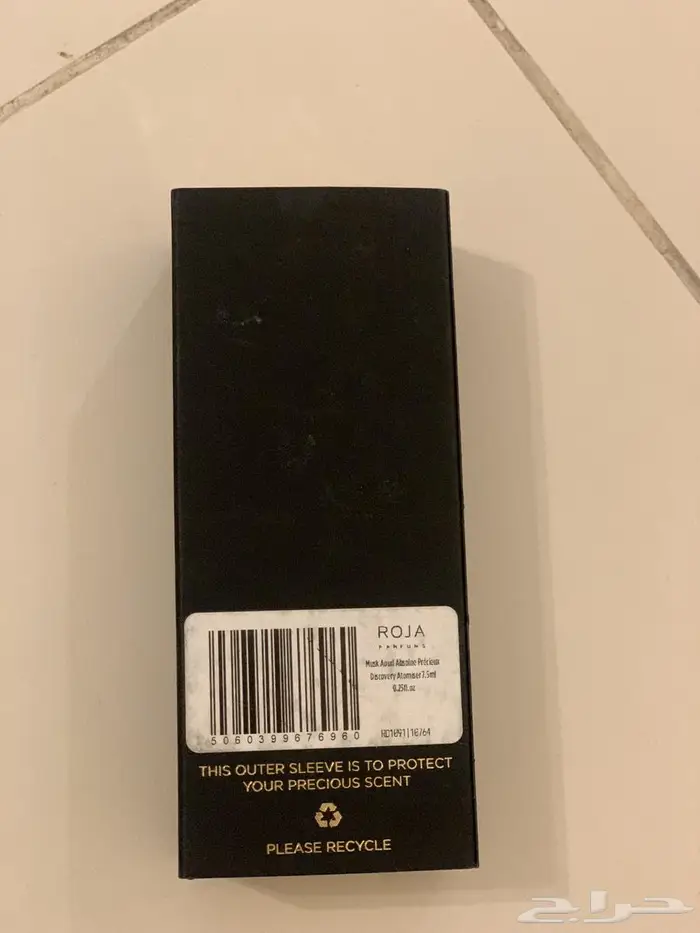 ROJA
PARFUMS
Musk Aoud Absolue Précieux
Discovery Atomiser 7.5ml
0.25fl.oz
5060399676960
THIS OUTER SLEEVE IS TO PROTECT
YOUR PRECIOUS SCENT
PLEASE RECYCLE
حراج